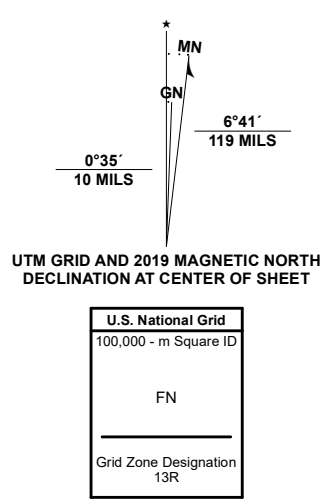 ★
MN
GN
6°41´
119 MILS
0°35´
10 MILS
UTM GRID AND 2019 MAGNETIC NORTH
DECLINATION AT CENTER OF SHEET
U.S. National Grid
100,000 - m Square ID
FN
Grid Zone Designation
13R